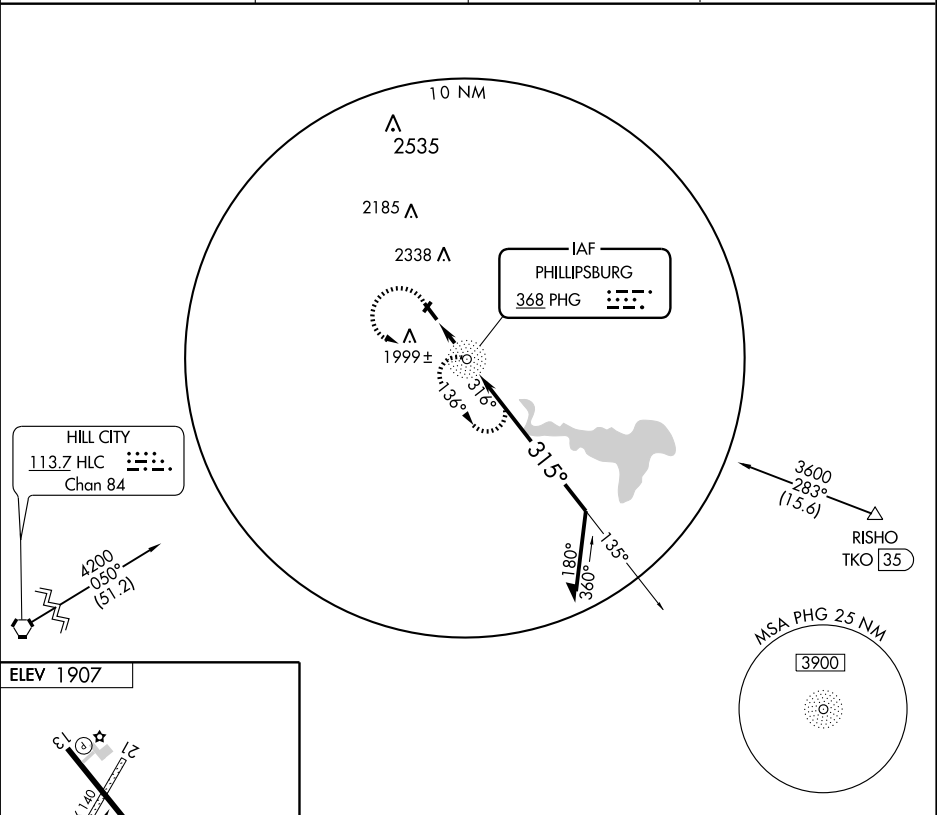 10 NM
2535
2185
2338
IAF
PHILLIPSBURG
368 PHG
1999±
136°
316°
315°
HILL CITY
113.7 HLC
Chan 84
3600
283°
(15.6)
RISHO
TKO 35
4200
050°
(51.2)
135°
180°
360°
MSA PHG 25 NM
3900
ELEV 1907
13
P
21
140